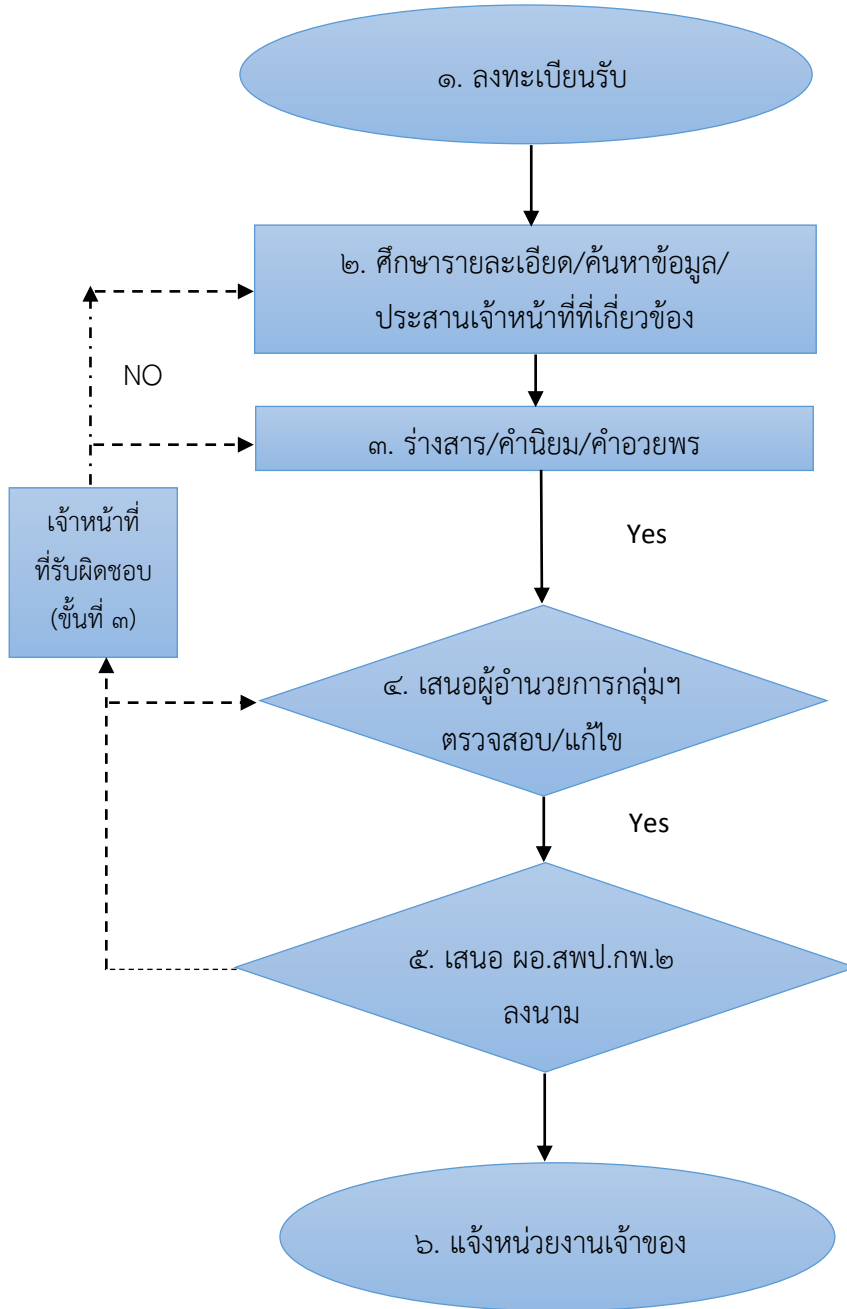 ๑. ลงทะเบียนรับ
๒. ศึกษารายละเอียด/ค้นหาข้อมูล/
ประสานเจ้าหน้าที่ที่เกี่ยวข้อง
NO
๓. ร่างสาร/คำนิยม/คำอวยพร
เจ้าหน้าที่
ที่รับผิดชอบ
(ขั้นที่ ๓)
Yes
๔. เสนอผู้อำนวยการกลุ่มฯ
ตรวจสอบ/แก้ไข
Yes
๕. เสนอ ผอ.สพป.กพ.๒
ลงนาม
๖. แจ้งหน่วยงานเจ้าของ